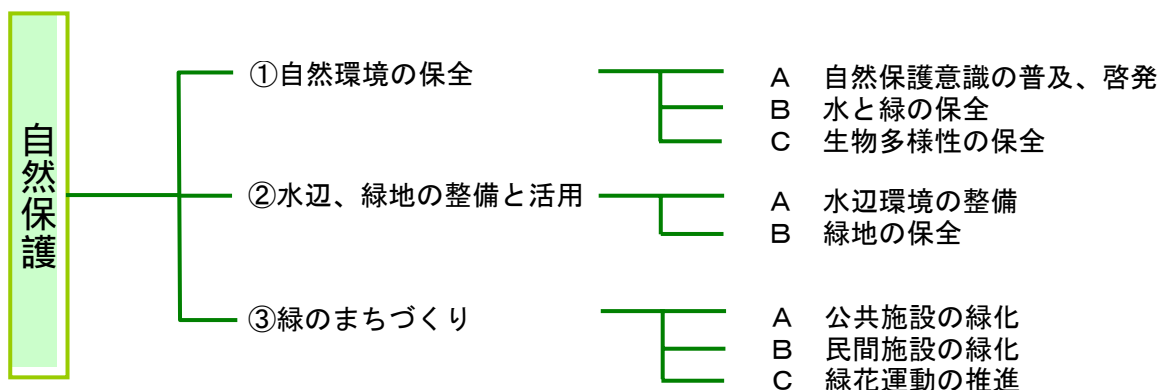 自然保護
①自然環境の保全
A 自然保護意識の普及、啓発
B 水と緑の保全
C 生物多様性の保全
②水辺、緑地の整備と活用
A 水辺環境の整備
B 緑地の保全
③緑のまちづくり
A 公共施設の緑化
B 民間施設の緑化
C 緑花運動の推進